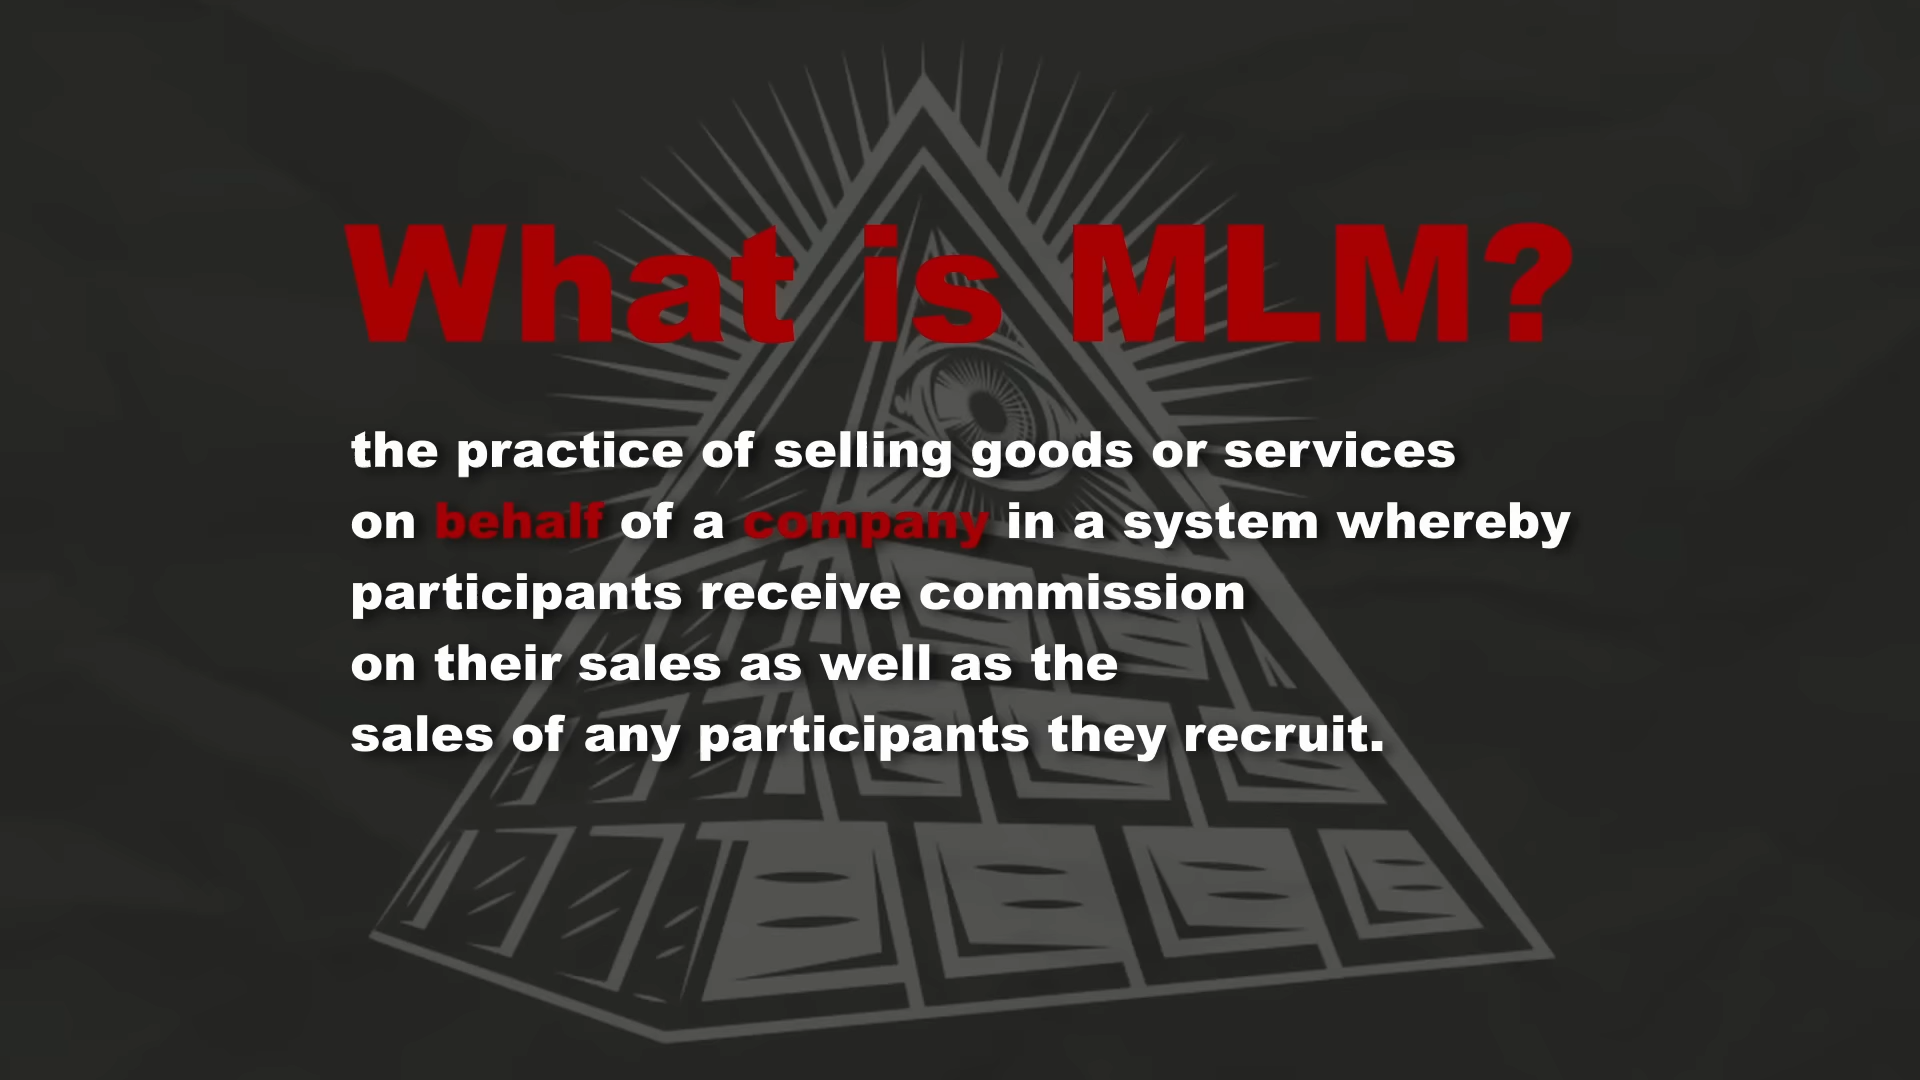 What is MLM?
the practice of selling goods or services
on behalf of a company in a system whereby
participants receive commission
on their sales as well as the
sales of any participants they recruit.